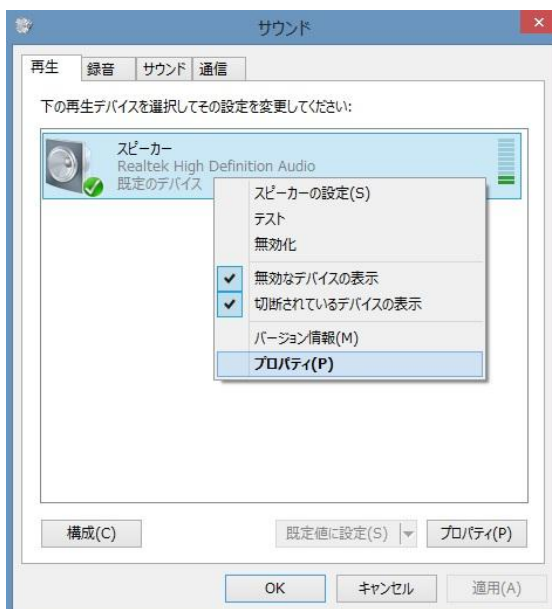 サウンド
再生 録音 サウンド 通信
下の再生デバイスを選択してその設定を変更してください:
スピーカー
Realtek High Definition Audio
既定のデバイス
スピーカーの設定(S)
テスト
無効化
無効なデバイスの表示
切断されているデバイスの表示
バージョン情報(M)
プロパティ(P)
構成(C) 既定値に設定(S) プロパティ(P)
OK キャンセル 適用(A)